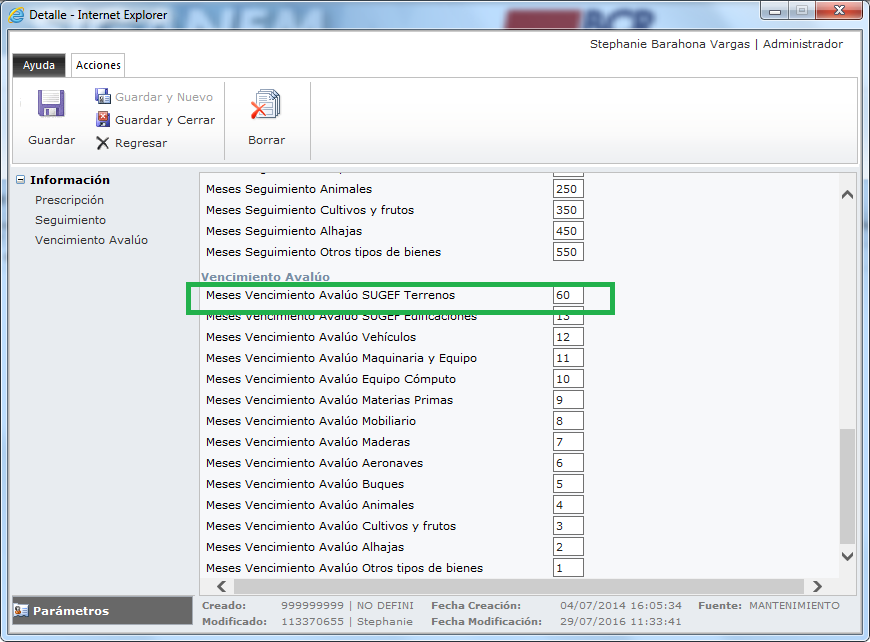 Detalle - Internet Explorer
BCR
Stephanie Barahona Vargas | Administrador
Ayuda Acciones
Guardar
Guardar y Nuevo
Guardar y Cerrar
Regresar
Borrar
Información
Prescripción
Seguimiento
Vencimiento Avalúo
Meses Seguimiento Animales 250
Meses Seguimiento Cultivos y frutos 350
Meses Seguimiento Alhajas 450
Meses Seguimiento Otros tipos de bienes 550
Vencimiento Avalúo
Meses Vencimiento Avalúo SUGEF Terrenos 60
Meses Vencimiento Avalúo SUGEF Edificaciones 13
Meses Vencimiento Avalúo Vehículos 12
Meses Vencimiento Avalúo Maquinaria y Equipo 11
Meses Vencimiento Avalúo Equipo Cómputo 10
Meses Vencimiento Avalúo Materias Primas 9
Meses Vencimiento Avalúo Mobiliario 8
Meses Vencimiento Avalúo Maderas 7
Meses Vencimiento Avalúo Aeronaves 6
Meses Vencimiento Avalúo Buques 5
Meses Vencimiento Avalúo Animales 4
Meses Vencimiento Avalúo Cultivos y frutos 3
Meses Vencimiento Avalúo Alhajas 2
Meses Vencimiento Avalúo Otros tipos de bienes 1
Parámetros
Creado: 999999999 | NO DEFINI Fecha Creación: 04/07/2014 16:05:34 Fuente: MANTENIMIENTO
Modificado: 113370655 | Stephanie Fecha Modificación: 29/07/2016 11:33:41